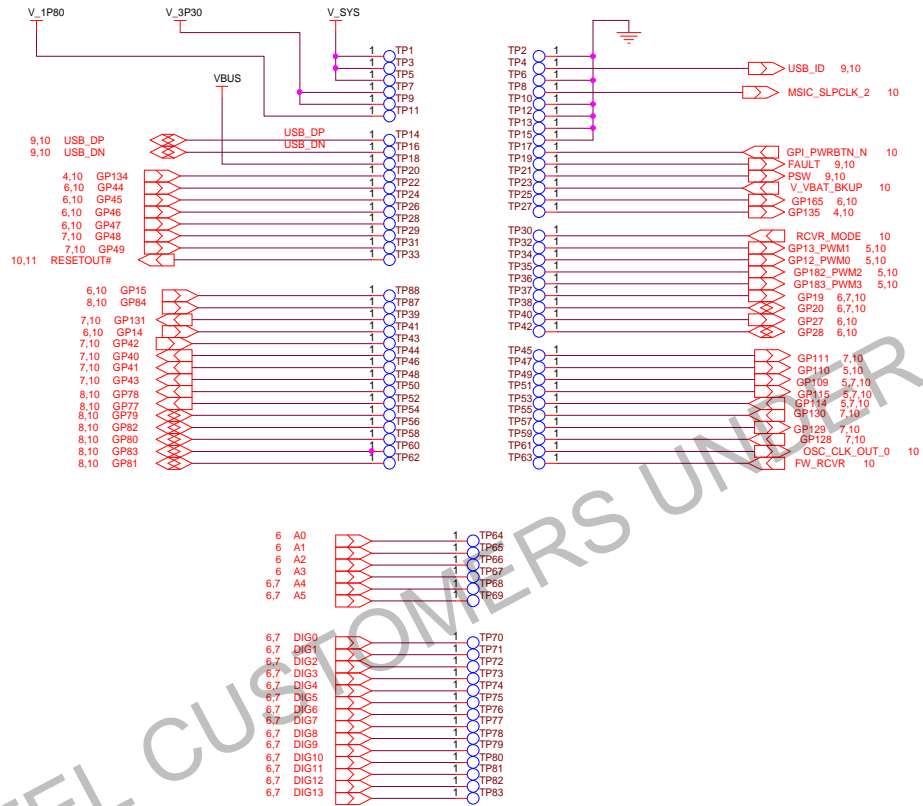 V_1P80 V_3P30 V_SYS
VBUS
1 TP1
1 TP3
1 TP5
1 TP7
1 TP9
1 TP11
9,10 USB_DP USB_DP 1 TP14
9,10 USB_DN USB_DN 1 TP16
1 TP18
4,10 GP134 1 TP20
6,10 GP44 1 TP22
6,10 GP45 1 TP24
6,10 GP46 1 TP26
6,10 GP47 1 TP28
7,10 GP48 1 TP29
7,10 GP49 1 TP31
10,11 RESETOUT# 1 TP33
6,10 GP15 1 TP88
8,10 GP84 1 TP87
7,10 GP131 1 TP39
6,10 GP14 1 TP41
7,10 GP42 1 TP43
7,10 GP40 1 TP44
7,10 GP41 1 TP46
7,10 GP43 1 TP48
8,10 GP78 1 TP50
8,10 GP77 1 TP52
8,10 GP79 1 TP54
8,10 GP82 1 TP56
8,10 GP80 1 TP58
8,10 GP83 1 TP60
8,10 GP81 1 TP62
TP2 1
TP4 1 USB_ID 9,10
TP6 1
TP8 1 MSIC_SLPCLK_2 10
TP10 1
TP12 1
TP13 1
TP15 1
TP17 1 GPI_PWRBTN_N 10
TP19 1 FAULT 9,10
TP21 1 PSW 9,10
TP23 1 V_VBAT_BKUP 10
TP25 1 GP165 6,10
TP27 1 GP135 4,10
TP30 1 RCVR_MODE 10
TP32 1 GP13_PWM1 5,10
TP34 1 GP12_PWM0 5,10
TP35 1 GP182_PWM2 5,10
TP36 1 GP183_PWM3 5,10
TP37 1 GP19 6,7,10
TP38 1 GP20 6,7,10
TP40 1 GP27 6,10
TP42 1 GP28 6,10
TP45 1 GP111 7,10
TP47 1 GP110 5,10
TP49 1 GP109 5,7,10
TP51 1 GP115 5,7,10
TP53 1 GP114 5,7,10
TP55 1 GP130 7,10
TP57 1 GP129 7,10
TP59 1 GP128 7,10
TP61 1 OSC_CLK_OUT_0 10
TP63 1 FW_RCVR 10
6 A0 1 TP64
6 A1 1 TP65
6 A2 1 TP66
6 A3 1 TP67
6,7 A4 1 TP68
6,7 A5 1 TP69
6,7 DIG0 1 TP70
6,7 DIG1 1 TP71
6,7 DIG2 1 TP72
6,7 DIG3 1 TP73
6,7 DIG4 1 TP74
6,7 DIG5 1 TP75
6,7 DIG6 1 TP76
6,7 DIG7 1 TP77
6,7 DIG8 1 TP78
6,7 DIG9 1 TP79
6,7 DIG10 1 TP80
6,7 DIG11 1 TP81
6,7 DIG12 1 TP82
6,7 DIG13 1 TP83
TEL CUSTOMERS UNDER